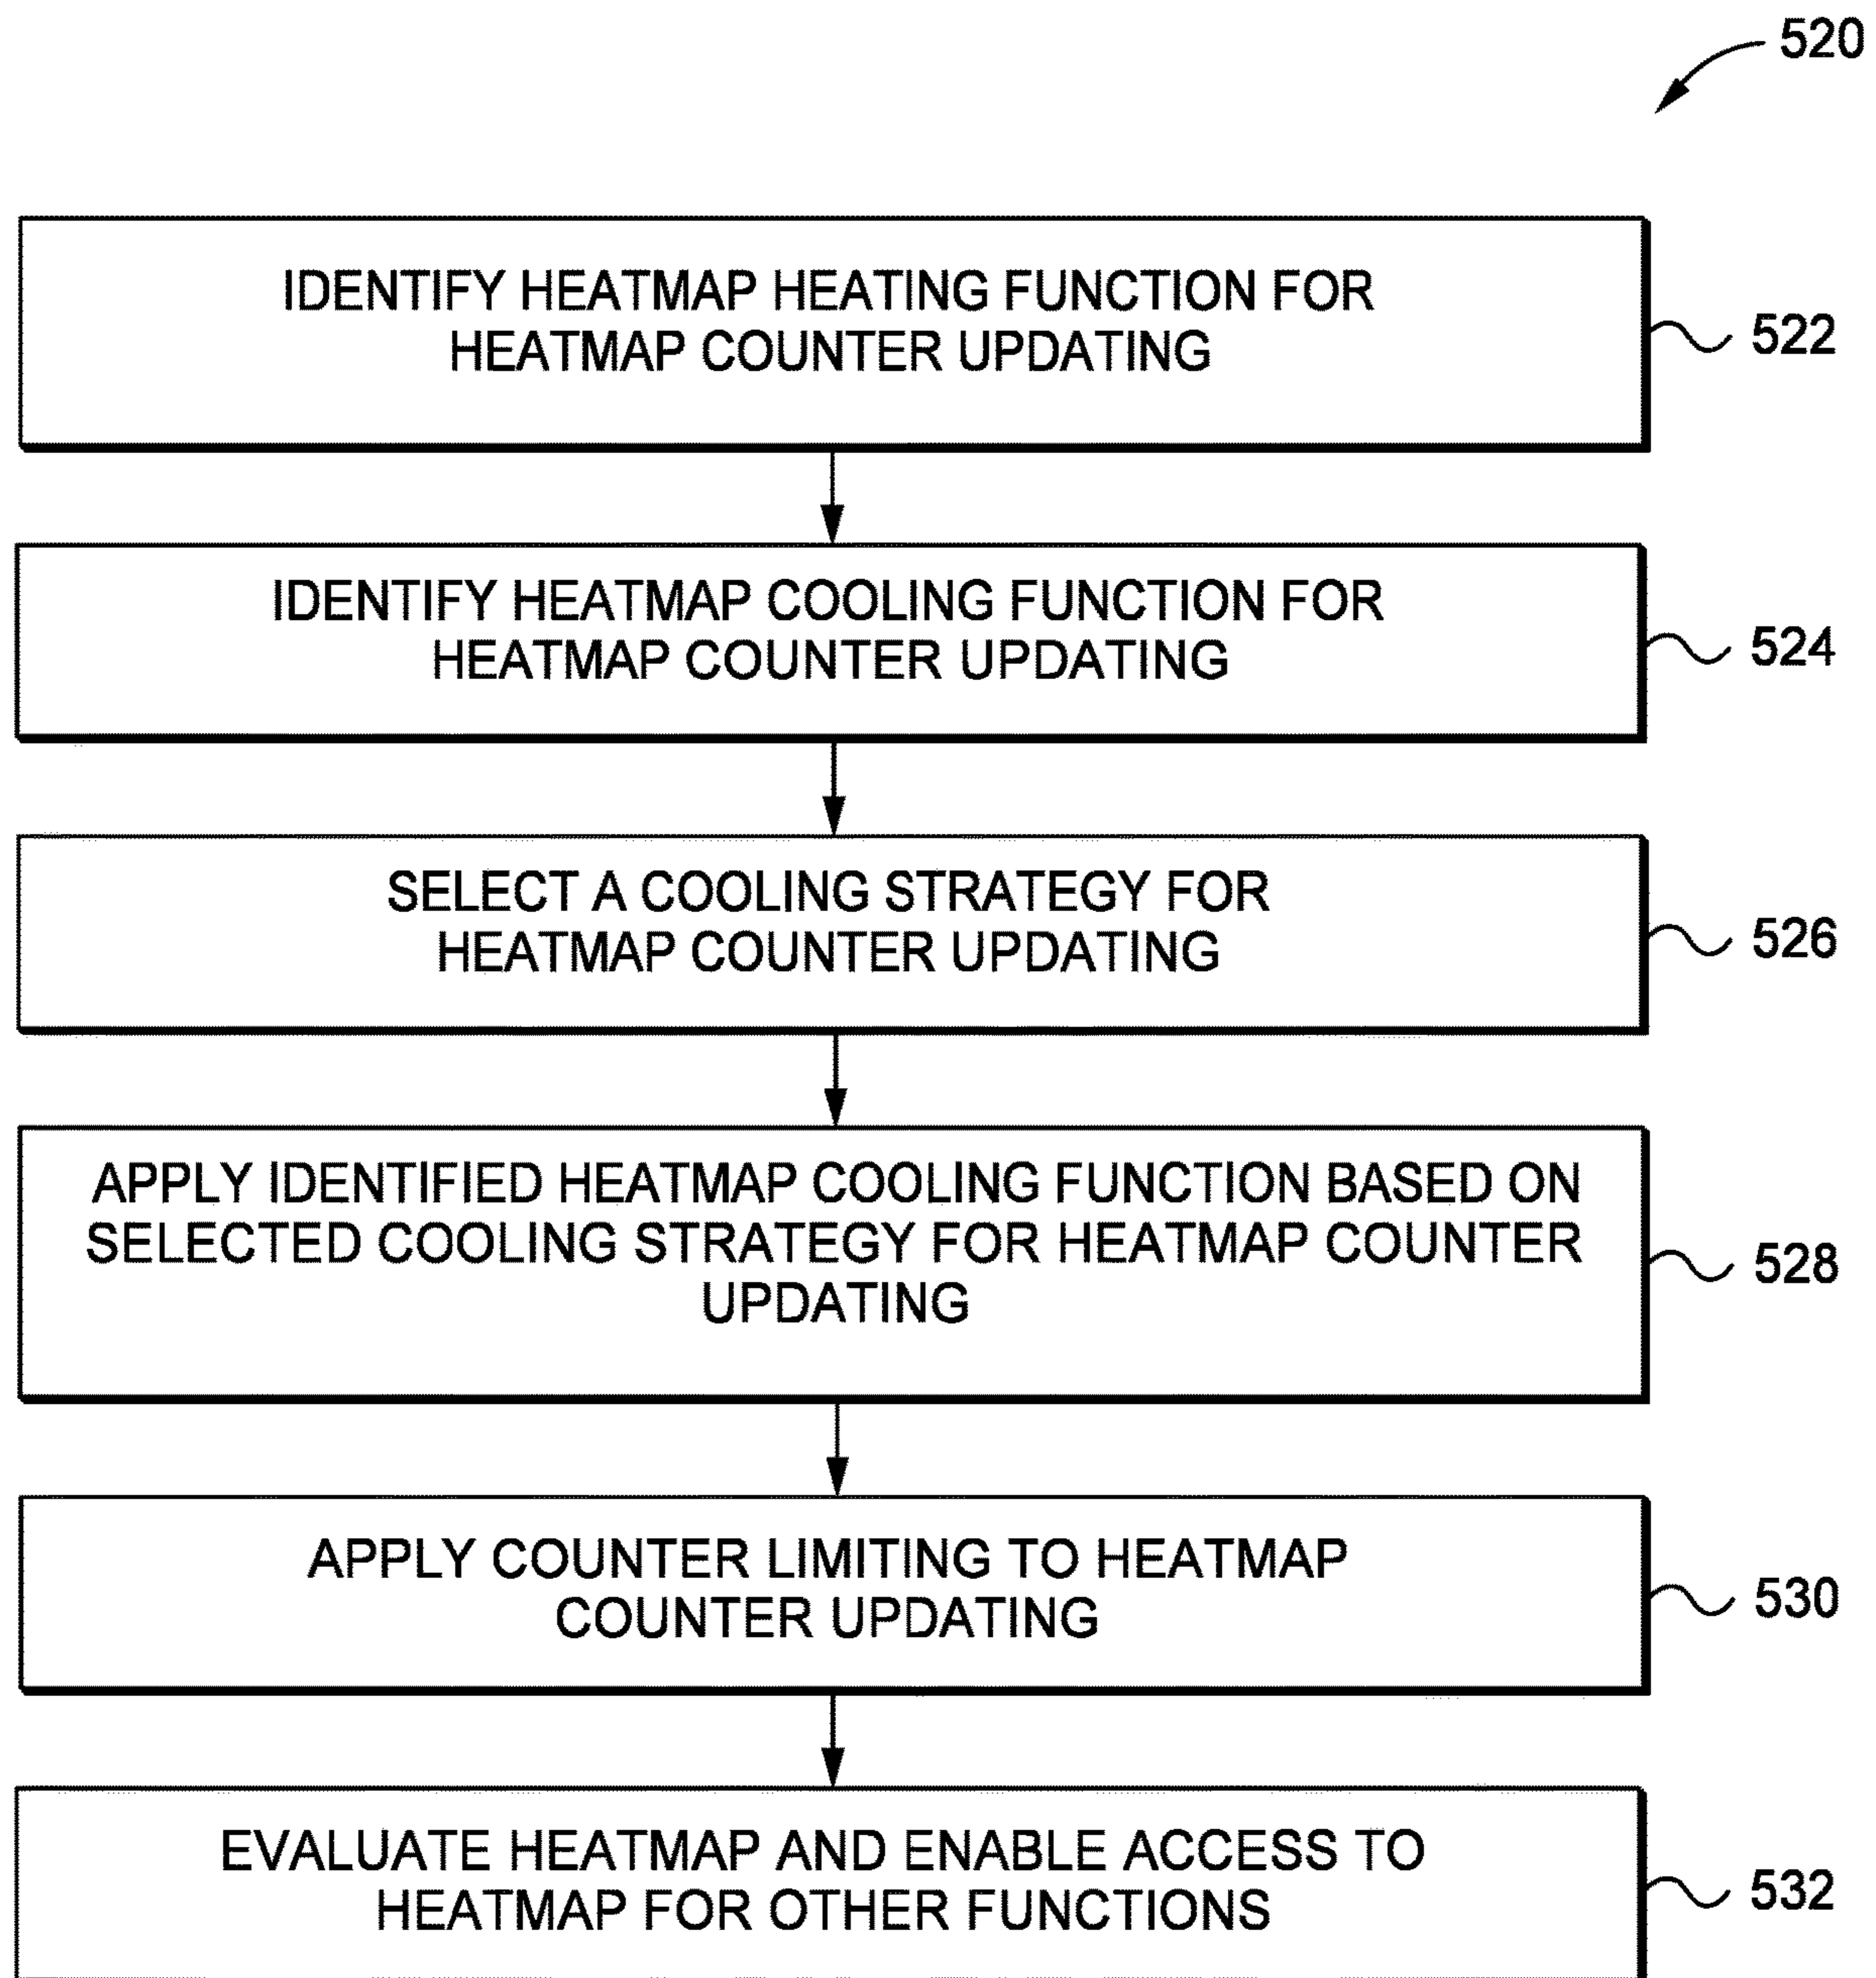 520
IDENTIFY HEATMAP HEATING FUNCTION FOR
HEATMAP COUNTER UPDATING
522
IDENTIFY HEATMAP COOLING FUNCTION FOR
HEATMAP COUNTER UPDATING
524
SELECT A COOLING STRATEGY FOR
HEATMAP COUNTER UPDATING
526
APPLY IDENTIFIED HEATMAP COOLING FUNCTION BASED ON
SELECTED COOLING STRATEGY FOR HEATMAP COUNTER
UPDATING
528
APPLY COUNTER LIMITING TO HEATMAP
COUNTER UPDATING
530
EVALUATE HEATMAP AND ENABLE ACCESS TO
HEATMAP FOR OTHER FUNCTIONS
532